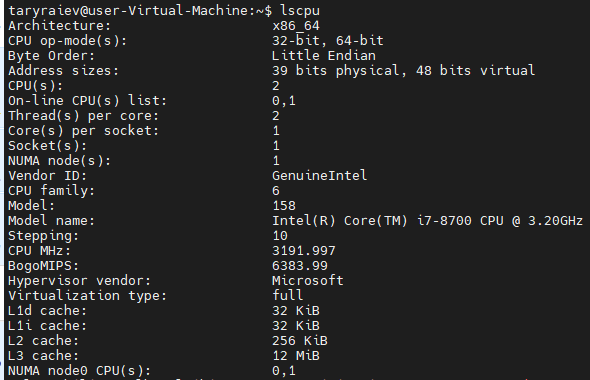 taryraiev@user-Virtual-Machine:~$ lscpu
Architecture: x86_64
CPU op-mode(s): 32-bit, 64-bit
Byte Order: Little Endian
Address sizes: 39 bits physical, 48 bits virtual
CPU(s): 2
On-line CPU(s) list: 0,1
Thread(s) per core: 2
Core(s) per socket: 1
Socket(s): 1
NUMA node(s): 1
Vendor ID: GenuineIntel
CPU family: 6
Model: 158
Model name: Intel(R) Core(TM) i7-8700 CPU @ 3.20GHz
Stepping: 10
CPU MHz: 3191.997
BogoMIPS: 6383.99
Hypervisor vendor: Microsoft
Virtualization type: full
L1d cache: 32 KiB
L1i cache: 32 KiB
L2 cache: 256 KiB
L3 cache: 12 MiB
NUMA node0 CPU(s): 0,1